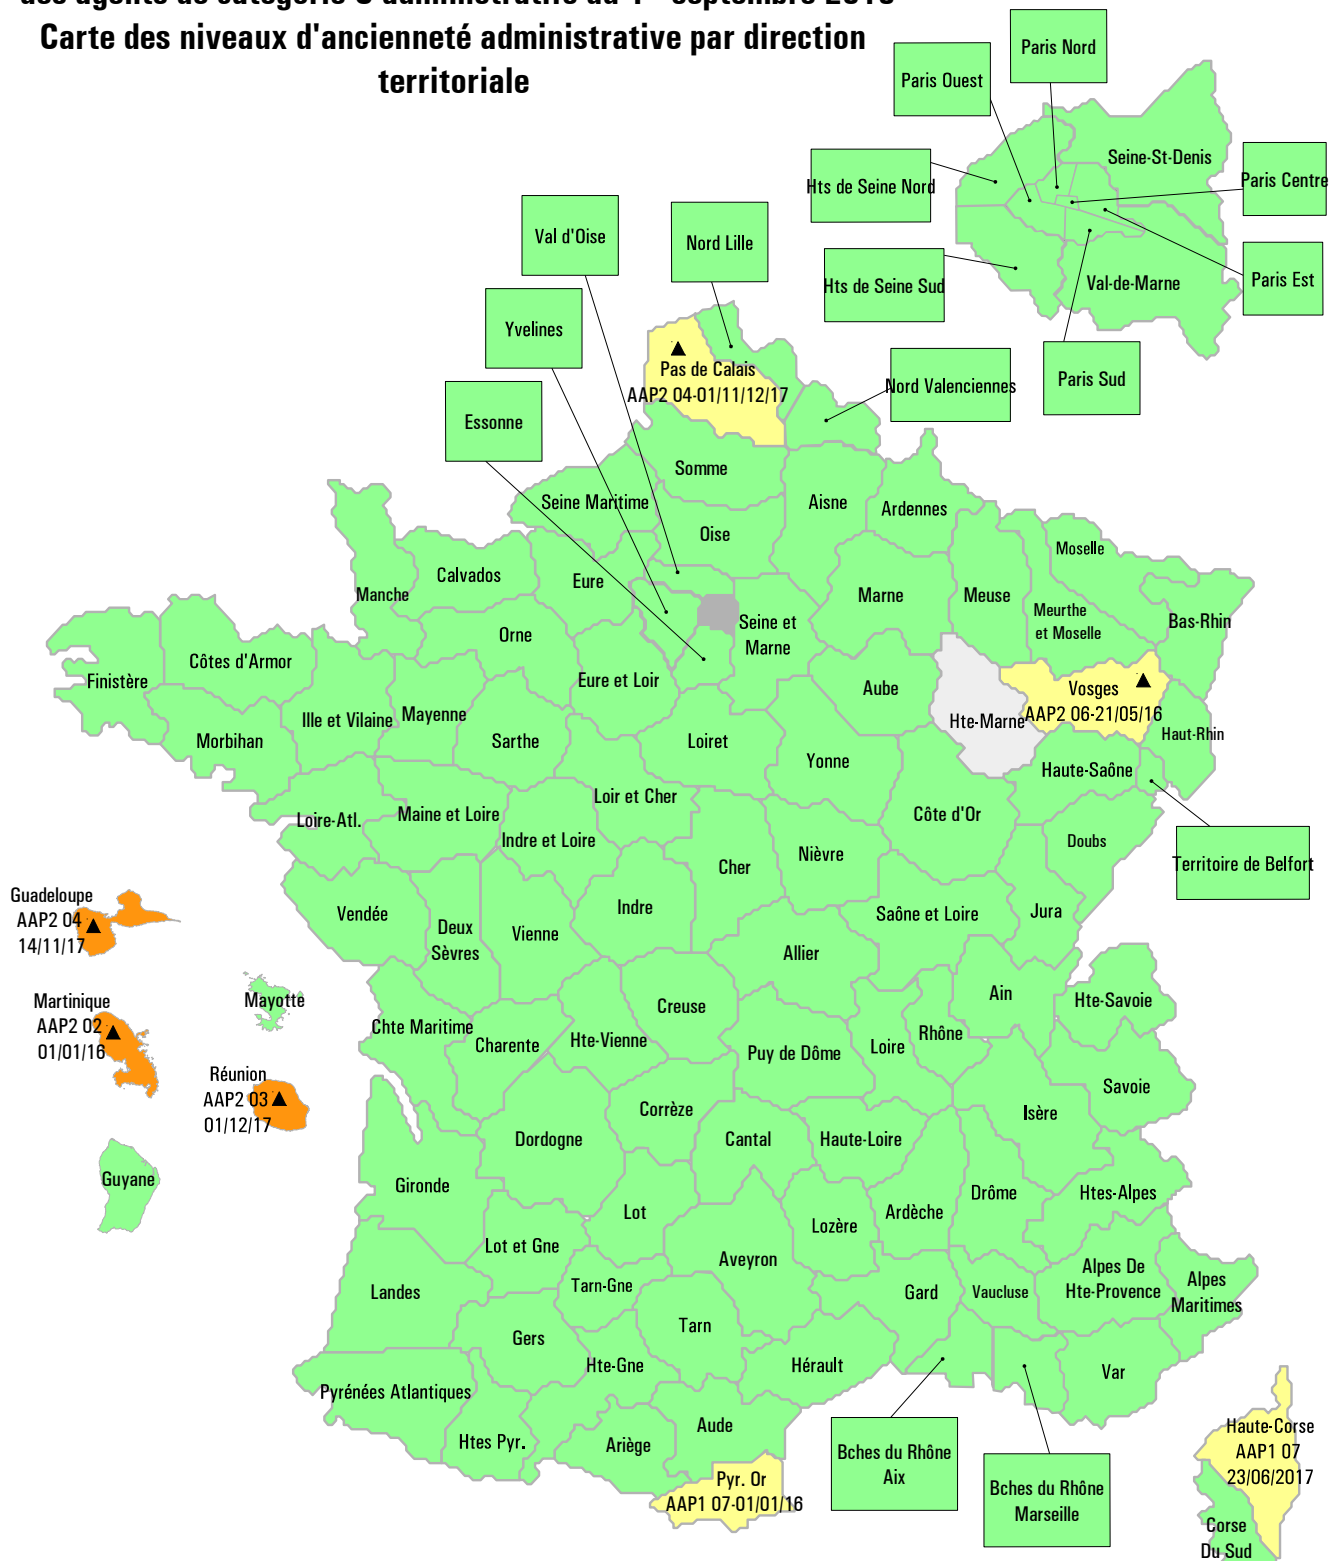 Carte des niveaux d'ancienneté administrative par direction
territoriale
Paris Nord
Paris Ouest
Seine-St-Denis
Hts de Seine Nord
Paris Centre
Val d'Oise
Nord Lille
Hts de Seine Sud
Val-de-Marne
Paris Est
Yvelines
Pas de Calais
AAP2 04-01/11/12/17
Nord Valenciennes
Paris Sud
Essonne
Somme
Seine Maritime
Aisne
Ardennes
Oise
Moselle
Calvados
Eure
Manche
Marne
Meuse
Meurthe
et Moselle
Bas-Rhin
Orne
Seine et
Marne
Côtes d'Armor
Finistère
Eure et Loir
Aube
Vosges
AAP2 06-21/05/16
Hte-Marne
Ille et Vilaine
Mayenne
Morbihan
Sarthe
Loiret
Haut-Rhin
Yonne
Haute-Saône
Loir et Cher
Loire-Atl.
Maine et Loire
Côte d'Or
Indre et Loire
Doubs
Nièvre
Cher
Territoire de Belfort
Guadeloupe
AAP2 04
14/11/17
Vendée
Deux
Sèvres
Vienne
Indre
Saône et Loire
Jura
Allier
Martinique
AAP2 02
01/01/16
Mayotte
Creuse
Ain
Hte-Savoie
Chte Maritime
Charente
Hte-Vienne
Puy de Dôme
Loire
Rhône
Réunion
AAP2 03
01/12/17
Savoie
Corrèze
Isère
Dordogne
Cantal
Haute-Loire
Guyane
Gironde
Drôme
Htes-Alpes
Lot
Lozère
Ardèche
Lot et Gne
Aveyron
Alpes De
Hte-Provence
Alpes
Maritimes
Landes
Tarn-Gne
Gard
Vaucluse
Gers
Tarn
Hte-Gne
Hérault
Var
Pyrénées Atlantiques
Htes Pyr.
Ariège
Aude
Bches du Rhône
Aix
Haute-Corse
AAP1 07
23/06/2017
Pyr. Or
AAP1 07-01/01/16
Bches du Rhône
Marseille
Corse
Du Sud